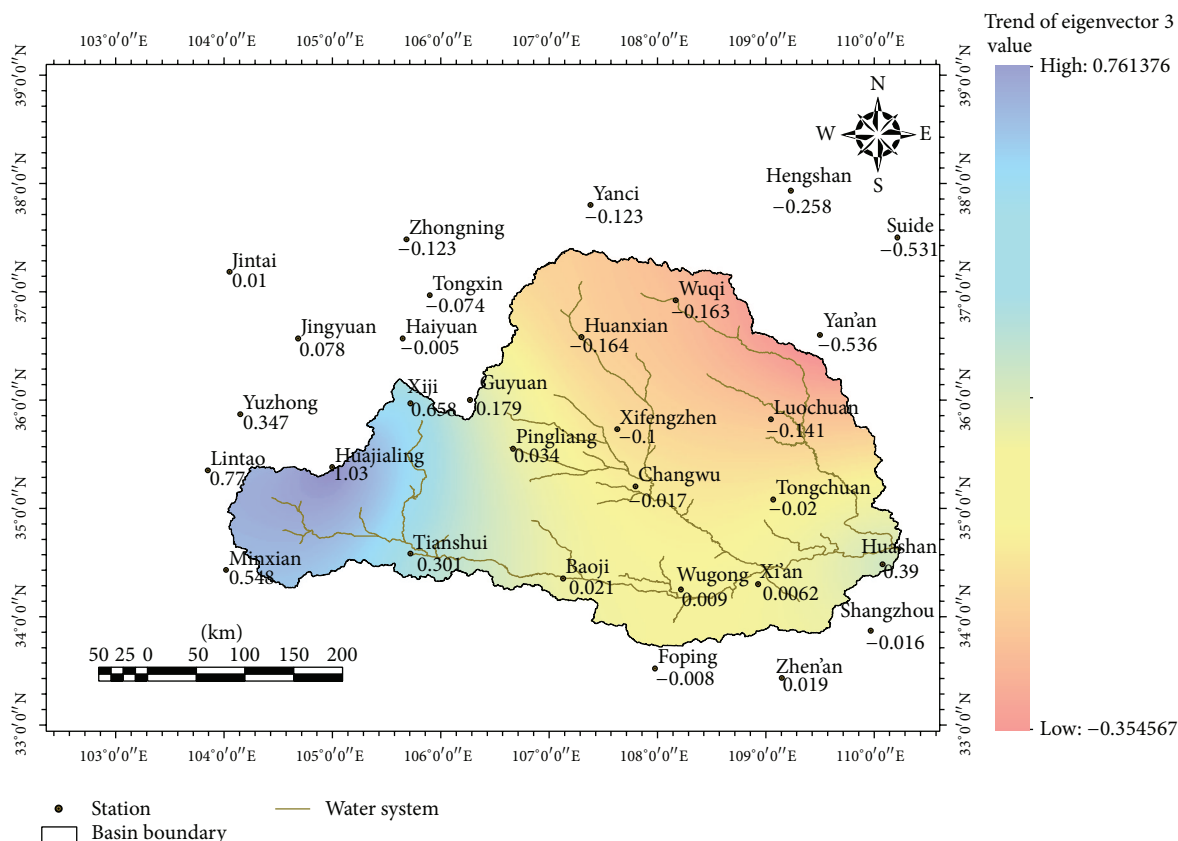 Trend of eigenvector 3
value
High: 0.761376
Low: −0.354567
103°0′0″E 104°0′0″E 105°0′0″E 106°0′0″E 107°0′0″E 108°0′0″E 109°0′0″E 110°0′0″E
39°0′0″N
38°0′0″N
37°0′0″N
36°0′0″N
35°0′0″N
34°0′0″N
33°0′0″N
39°0′0″N
38°0′0″N
37°0′0″N
36°0′0″N
35°0′0″N
34°0′0″N
33°0′0″N
N
W E
S
Hengshan
−0.258
Yanci
−0.123
Suide
−0.531
Zhongning
−0.123
Jintai
0.01
Tongxin
−0.074
Wuqi
−0.163
Jingyuan
0.078
Haiyuan
−0.005
Huanxian
−0.164
Yan'an
−0.536
Xiji
0.658
Guyuan
0.179
Yuzhong
0.347
Luochuan
−0.141
Xifengzhen
−0.1
Pingliang
0.034
Lintao
0.77
Huajialing
1.03
Changwu
−0.017
Tongchuan
−0.02
Tianshui
0.301
Huashan
0.39
Minxian
0.548
Baoji
0.021
Wugong
0.009
Xi'an
0.0062
Shangzhou
−0.016
Foping
−0.008
Zhen'an
0.019
(km)
50 25 0 50 100 150 200
103°0′0″E 104°0′0″E 105°0′0″E 106°0′0″E 107°0′0″E 108°0′0″E 109°0′0″E 110°0′0″E
Station
Water system
Basin boundary